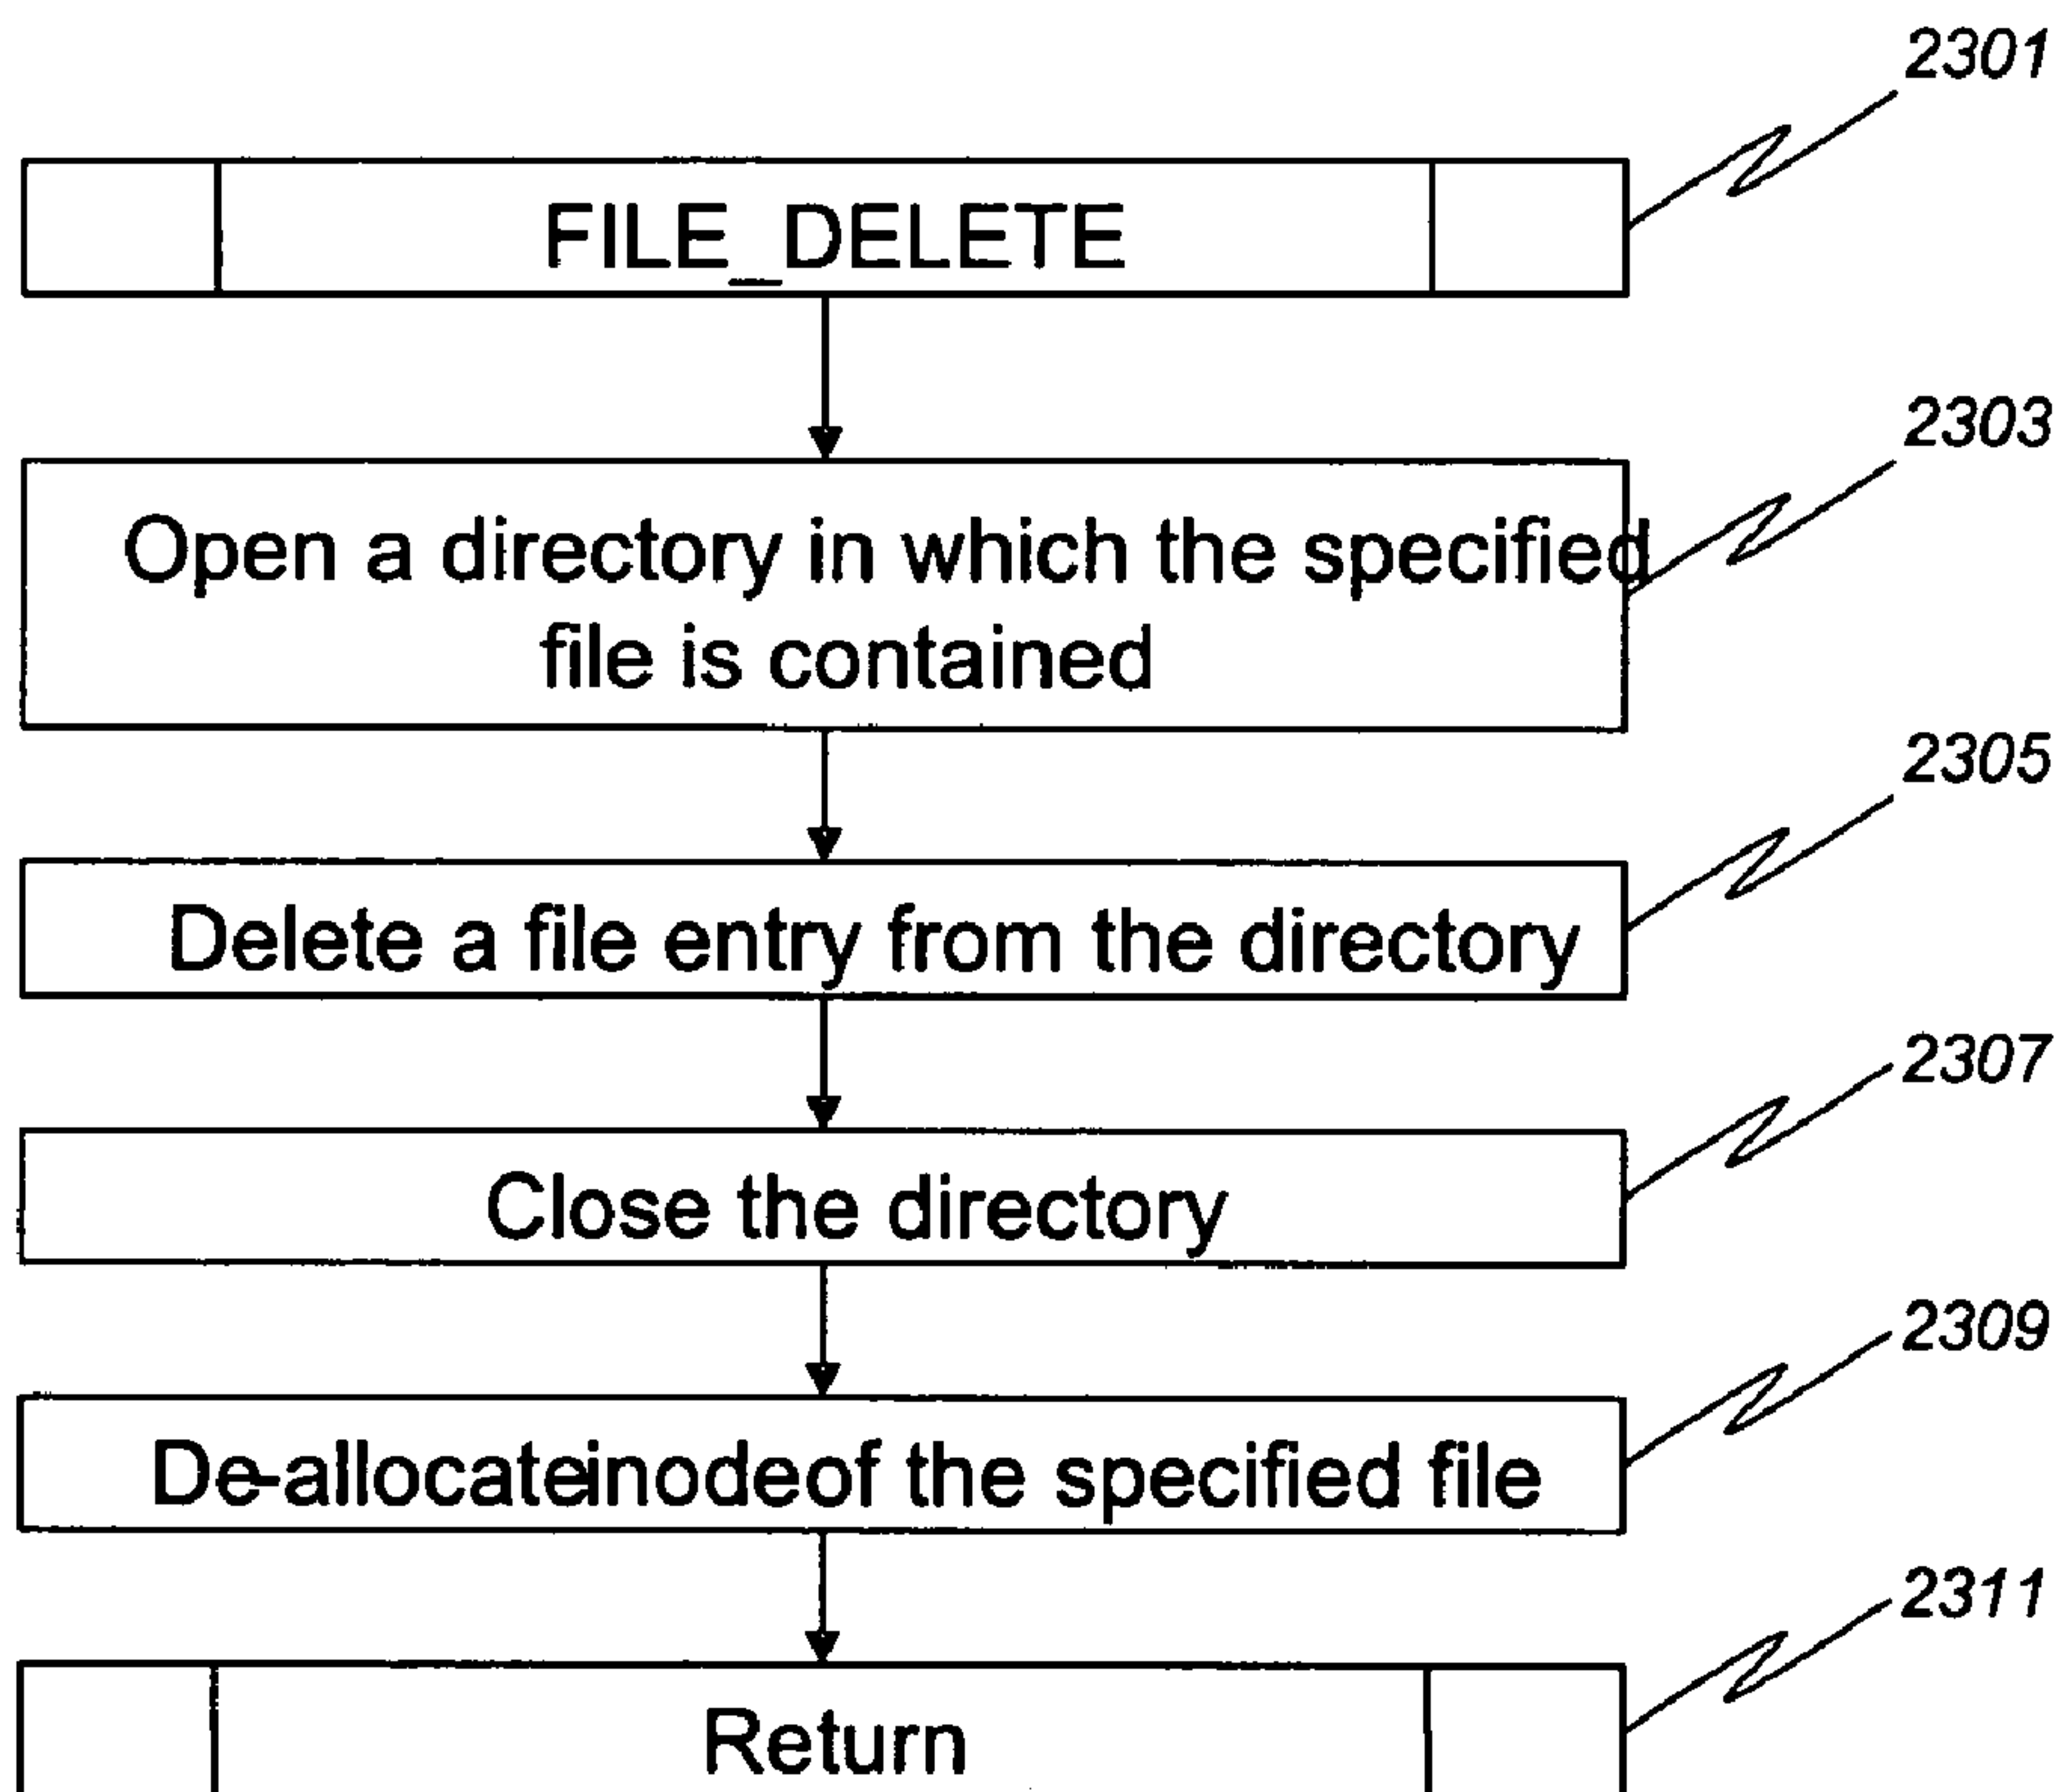 2301
FILE_DELETE
2303
Open a directory in which the specified
file is contained
2305
Delete a file entry from the directory
2307
Close the directory
2309
De-allocateinodeof the specified file
2311
Return